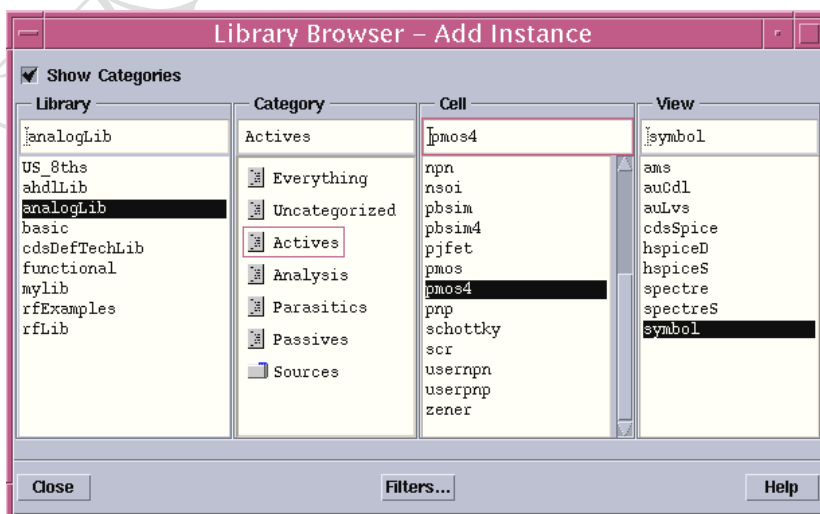 Library Browser – Add Instance
Show Categories
Library
Category
Cell
View
analogLib
Actives
pmos4
symbol
US_8ths
ahdlLib
analogLib
basic
cdsDefTechLib
functional
mylib
rfExamples
rfLib
Everything
Uncategorized
Actives
Analysis
Parasitics
Passives
Sources
npn
nsoi
pbsim
pbsim4
pjfet
pmos
pmos4
pnp
schottky
scr
usernpn
userpnp
zener
ams
auCdl
auLvs
cdsSpice
hspiceD
hspiceS
spectre
spectreS
symbol
Close
Filters...
Help